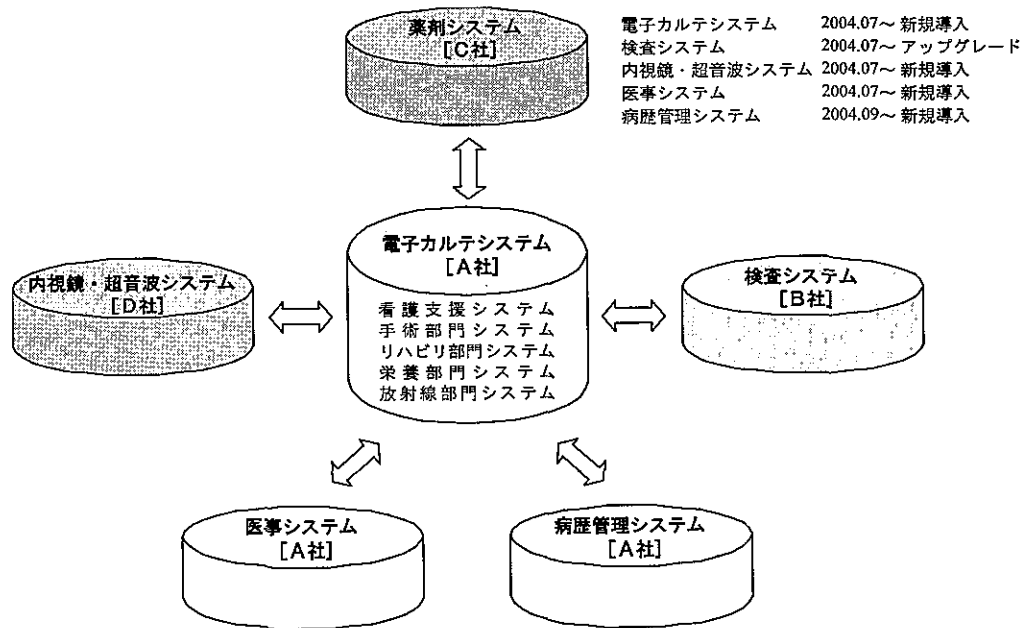 薬剤システム
[C社]
電子カルテシステム 2004.07～ 新規導入
検査システム 2004.07～ アップグレード
内視鏡・超音波システム 2004.07～ 新規導入
医事システム 2004.07～ 新規導入
病歴管理システム 2004.09～ 新規導入
電子カルテシステム
[A社]
看護支援システム
手術部門システム
リハビリ部門システム
栄養部門システム
放射線部門システム
内視鏡・超音波システム
[D社]
検査システム
[B社]
医事システム
[A社]
病歴管理システム
[A社]